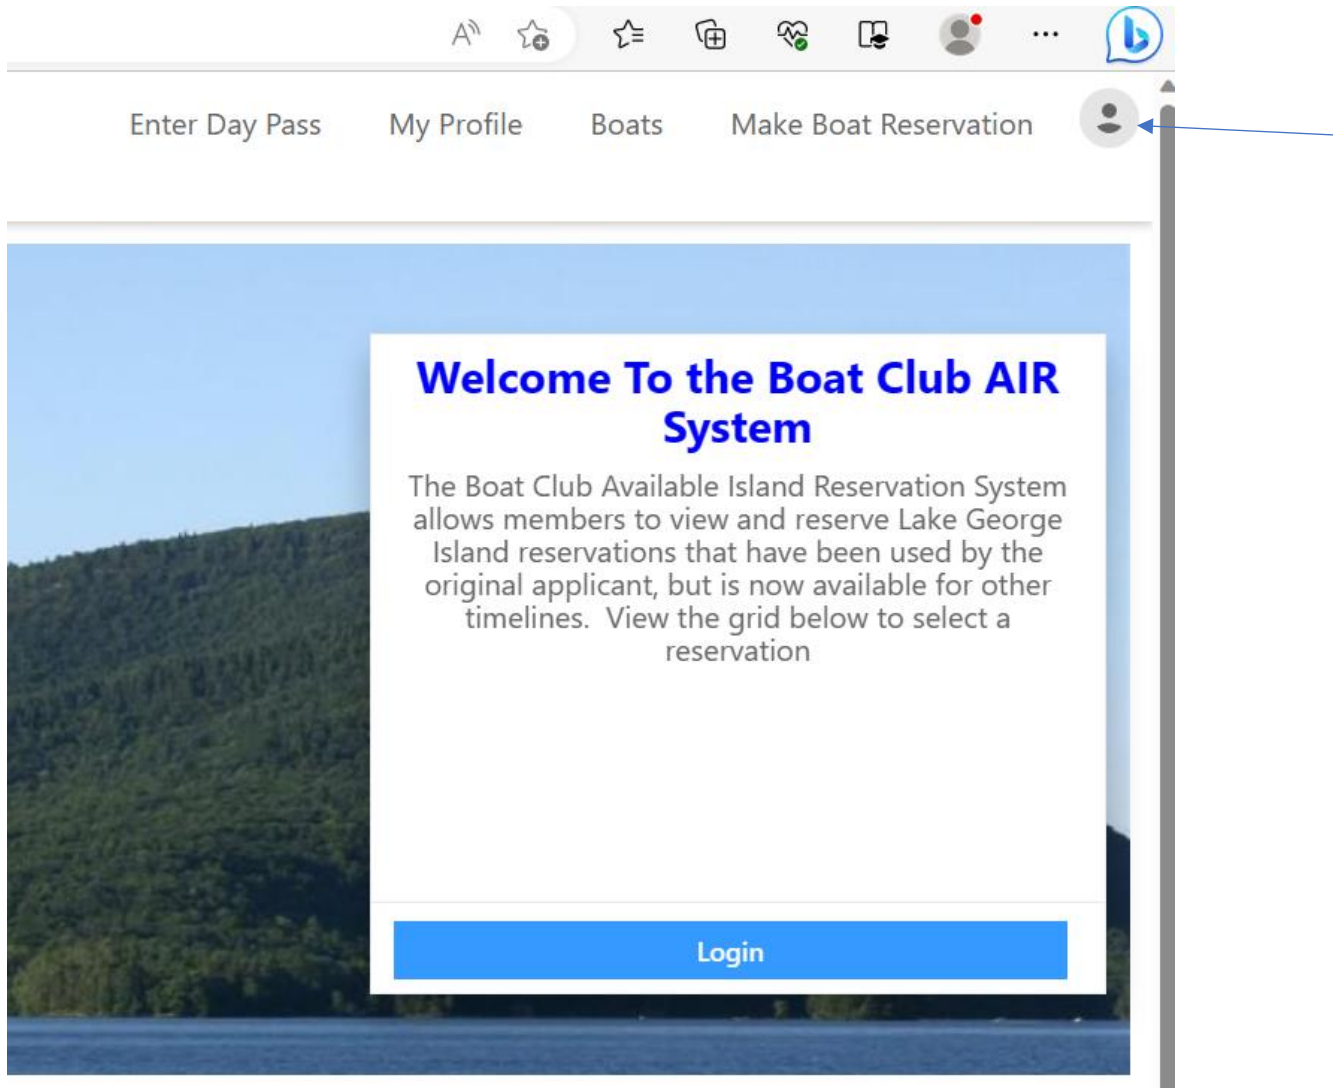 Enter Day Pass My Profile Boats Make Boat Reservation
Welcome To the Boat Club AIR
System
The Boat Club Available Island Reservation System
allows members to view and reserve Lake George
Island reservations that have been used by the
original applicant, but is now available for other
timelines. View the grid below to select a
reservation
Login